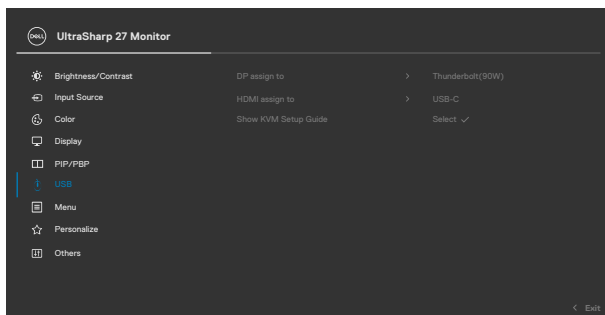 DELL UltraSharp 27 Monitor
Brightness/Contrast DP assign to > Thunderbolt(90W)
Input Source HDMI assign to > USB-C
Color Show KVM Setup Guide Select ✓
Display
PIP/PBP
USB
Menu
Personalize
Others
< Exit